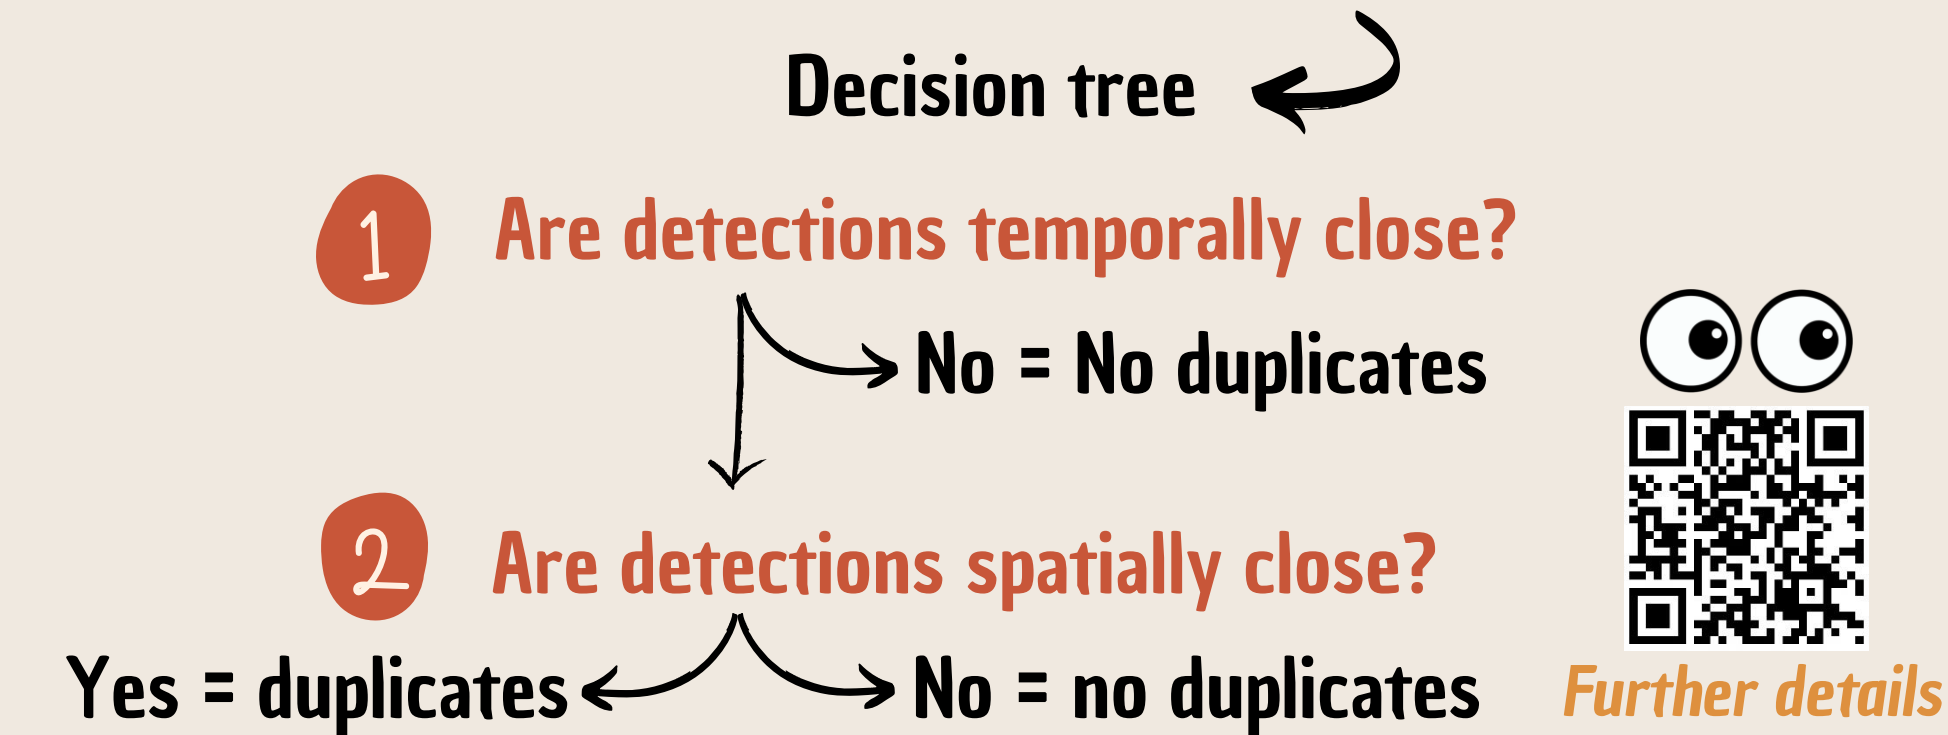 Decision tree
1 Are detections temporally close?
No = No duplicates
2 Are detections spatially close?
Yes = duplicates
No = no duplicates
Further details